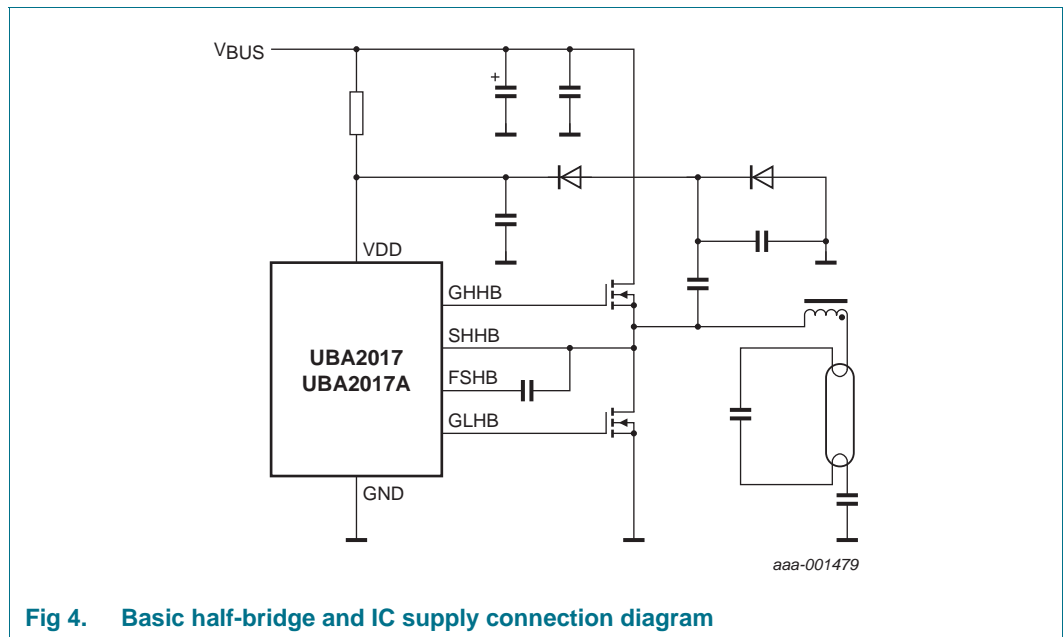 VBUS
+
VDD
GHHB
SHHB
UBA2017
UBA2017A
FSHB
GLHB
GND
aaa-001479
Fig 4. Basic half-bridge and IC supply connection diagram